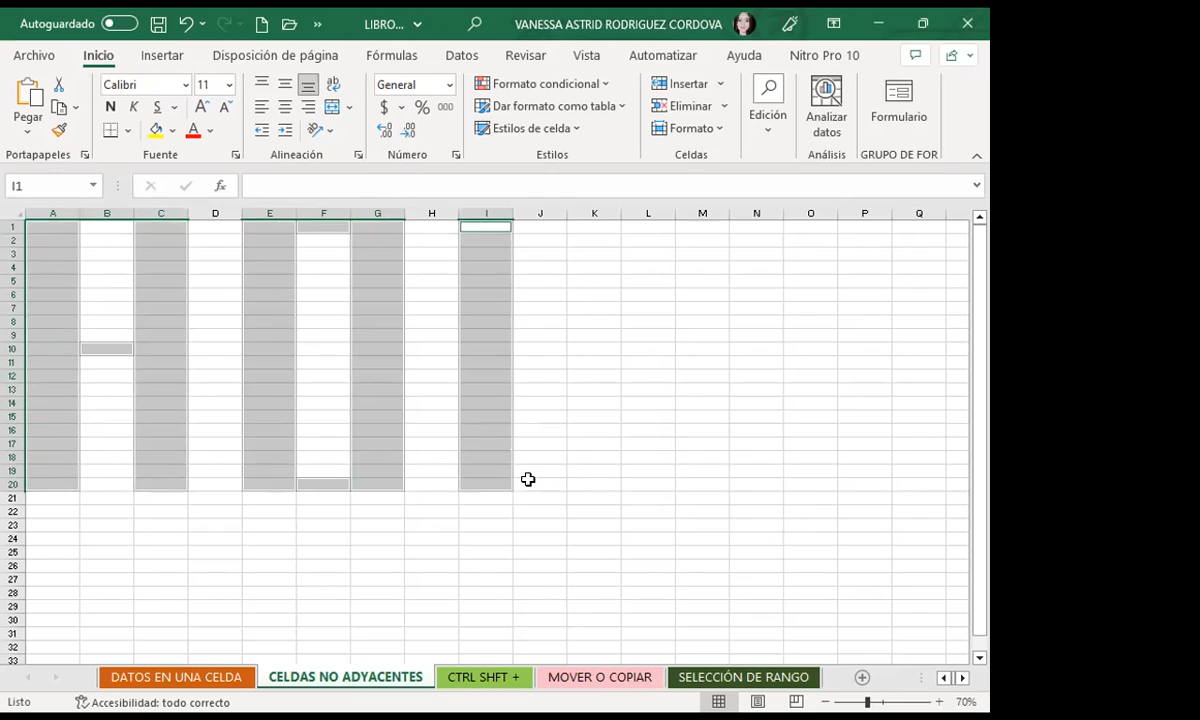 Autoguardado LIBRO... VANESSA ASTRID RODRIGUEZ CORDOVA
Archivo Inicio Insertar Disposición de página Fórmulas Datos Revisar Vista Automatizar Ayuda Nitro Pro 10
Pegar
Portapapeles
Calibri 11
N K S
Fuente
Alineación
General
$ % 000
Número
Formato condicional
Dar formato como tabla
Estilos de celda
Estilos
Insertar
Eliminar
Formato
Celdas
Edición
Analizar datos
Análisis
Formulario
GRUPO DE FOR
I1 fx
A B C D E F G H I J K L M N O P Q
1
2
3
4
5
6
7
8
9
10
11
12
13
14
15
16
17
18
19
20
21
22
23
24
25
26
27
28
29
30
31
32
33
DATOS EN UNA CELDA CELDAS NO ADYACENTES CTRL SHFT + MOVER O COPIAR SELECCIÓN DE RANGO
Listo Accesibilidad: todo correcto 70%